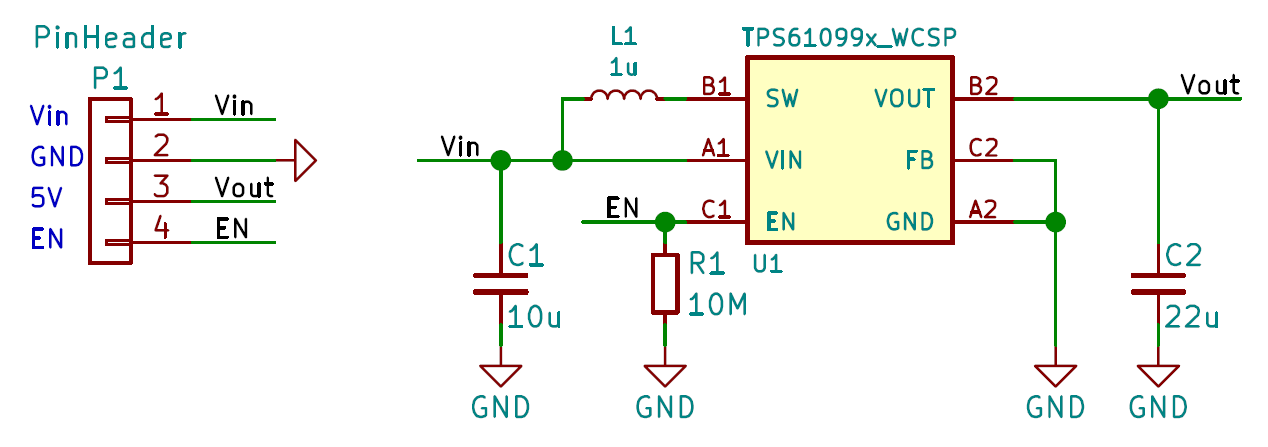 PinHeader
P1
Vin 1 Vin
GND 2
5V 3 Vout
EN 4 EN
L1
1u
TPS61099x_WCSP
B1 SW VOUT B2 Vout
Vin A1 VIN FB C2
EN C1 EN GND A2
U1
C1
10u
R1
10M
C2
22u
GND GND GND GND